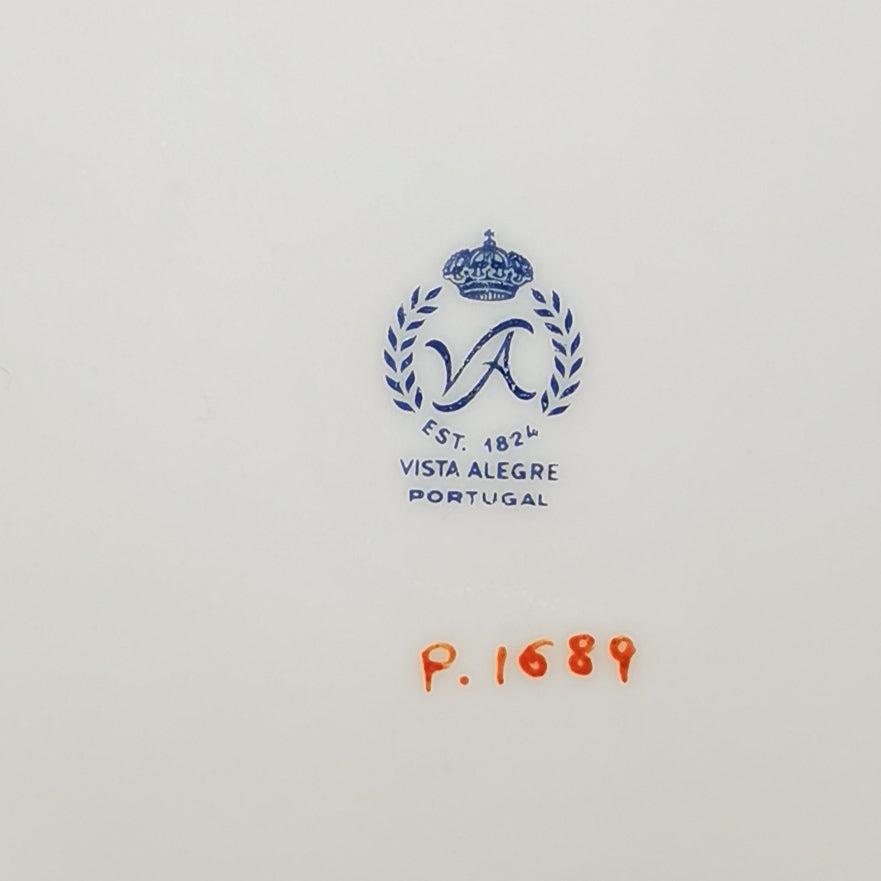 VA
EST. 1824
VISTA ALEGRE
PORTUGAL
P. 1689